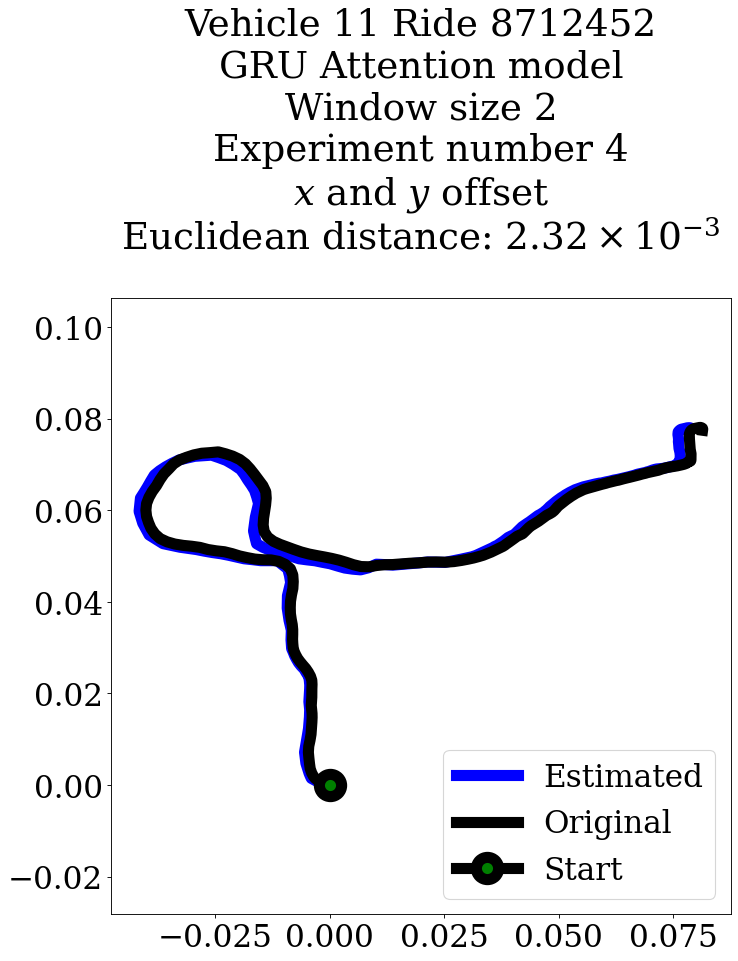 Vehicle 11 Ride 8712452
GRU Attention model
Window size 2
Experiment number 4
x and y offset
Euclidean distance: 2.32 × 10⁻³
0.10
0.08
0.06
0.04
0.02
0.00
−0.02
−0.025 0.000 0.025 0.050 0.075
Estimated
Original
Start